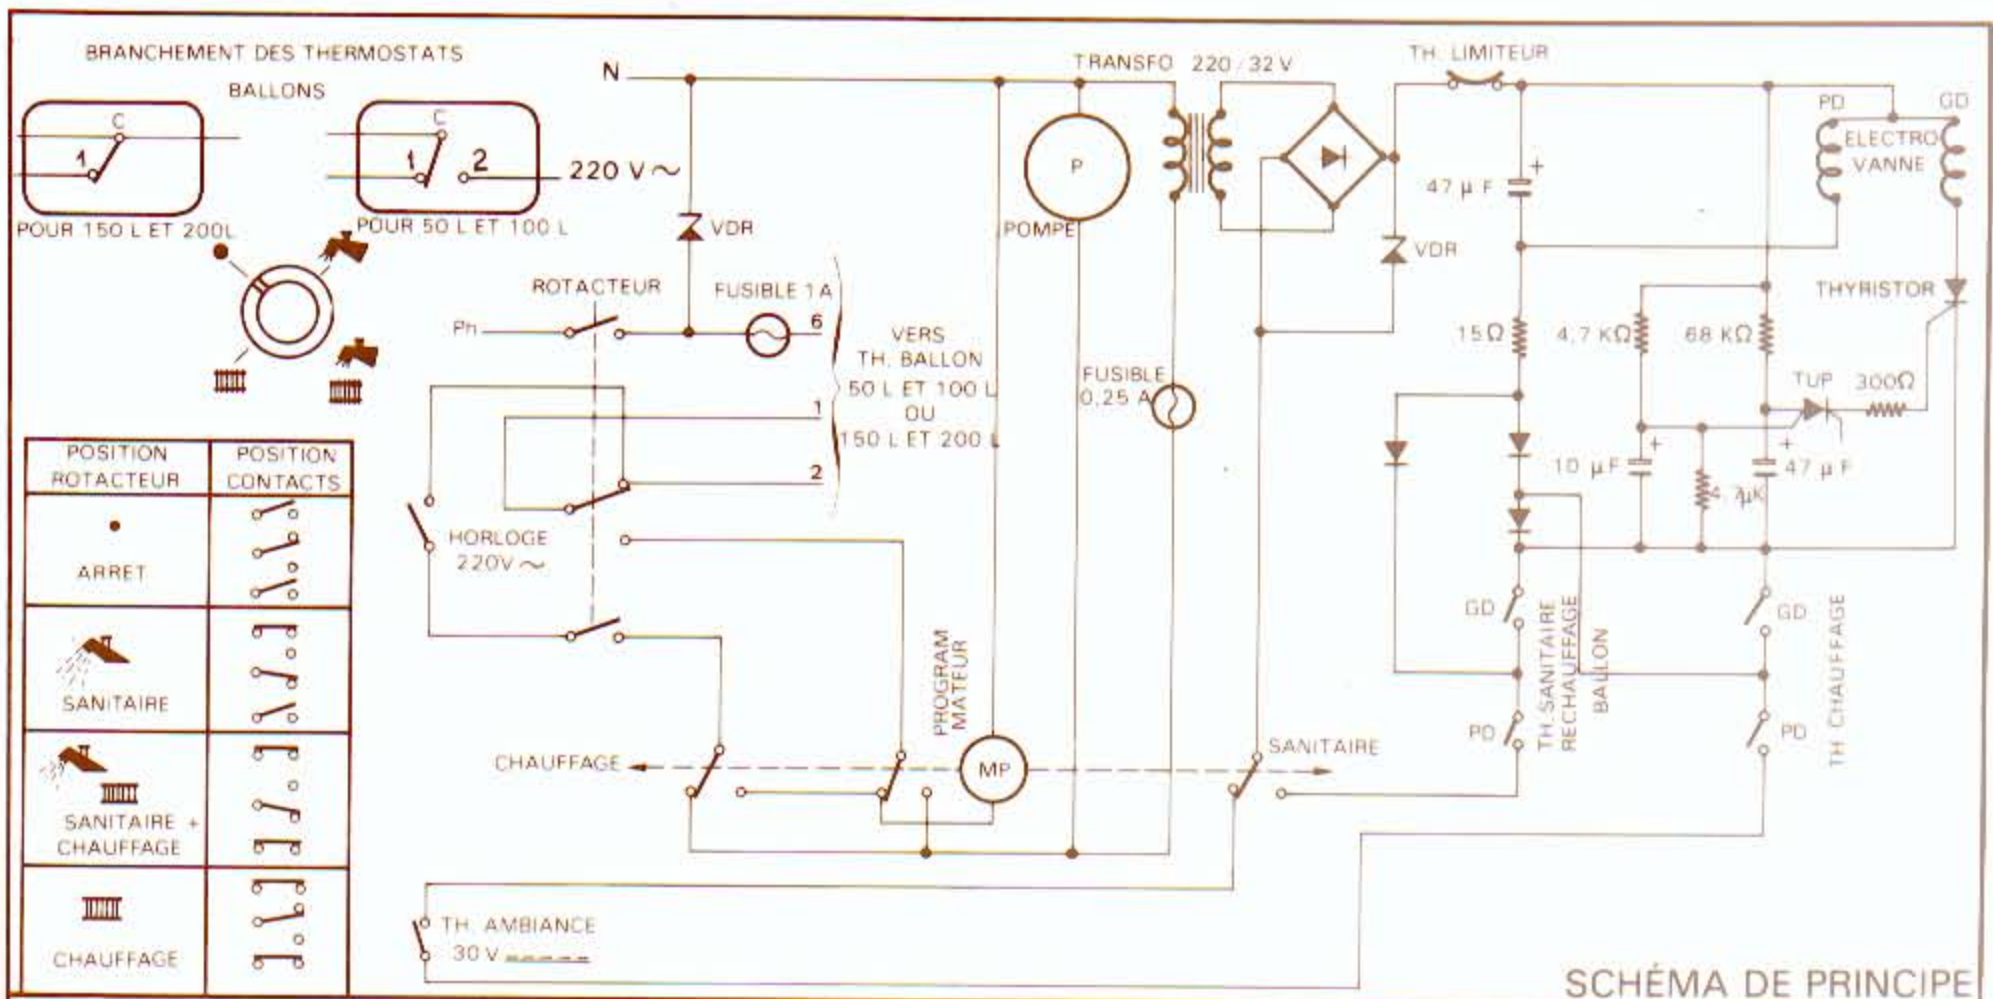 BRANCHEMENT DES THERMOSTATS
BALLONS
C
1
POUR 150 L ET 200L
C
1
2
220 V ~
POUR 50 L ET 100 L
N
VDR
ROTACTEUR
Ph
FUSIBLE 1A
6
1
2
VERS
TH. BALLON
50 L ET 100 L
OU
150 L ET 200 L
HORLOGE
220V ~
POMPE
P
TRANSFO 220/32 V
FUSIBLE
0,25 A
VDR
TH. LIMITEUR
PD
GD
ELECTRO
VANNE
47 µ F
+
THYRISTOR
15Ω
4,7 KΩ
68 KΩ
TUP
300Ω
+
10 µF
4,7µK
+
47 µ F
GD
PD
TH.SANITAIRE
RECHAUFFAGE
BALLON
GD
PD
TH CHAUFFAGE
PROGRAM
MATEUR
CHAUFFAGE
MP
SANITAIRE
TH. AMBIANCE
30 V
POSITION
ROTACTEUR
POSITION
CONTACTS
ARRET
SANITAIRE
SANITAIRE +
CHAUFFAGE
CHAUFFAGE
SCHÉMA DE PRINCIPE